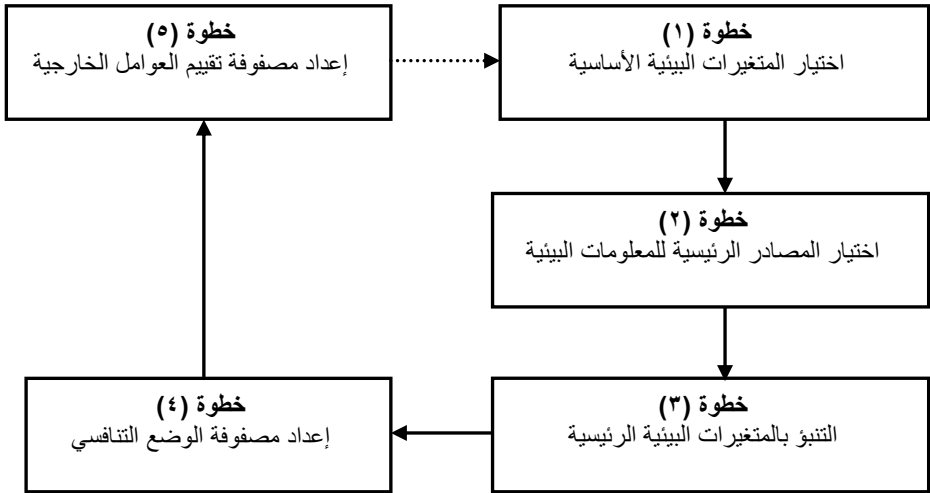 خطوة (١)
اختيار المتغيرات البيئية الأساسية
خطوة (٢)
اختيار المصادر الرئيسية للمعلومات البيئية
خطوة (٣)
التنبؤ بالمتغيرات البيئية الرئيسية
خطوة (٤)
إعداد مصفوفة الوضع التنافسي
خطوة (٥)
إعداد مصفوفة تقييم العوامل الخارجية